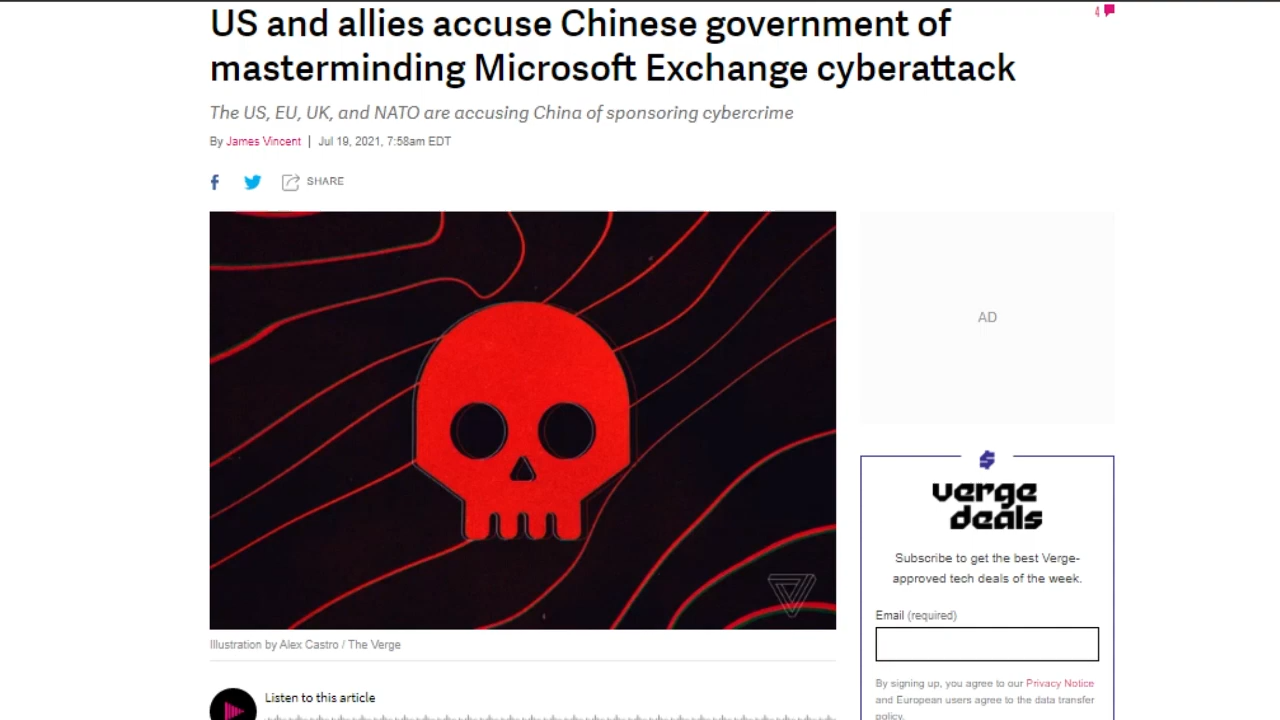 US and allies accuse Chinese government of
masterminding Microsoft Exchange cyberattack
4
The US, EU, UK, and NATO are accusing China of sponsoring cybercrime
By James Vincent | Jul 19, 2021, 7:58am EDT
SHARE
AD
Illustration by Alex Castro / The Verge
Listen to this article
verge
deals
Subscribe to get the best Verge-
approved tech deals of the week.
Email (required)
By signing up, you agree to our Privacy Notice
and European users agree to the data transfer
policy.